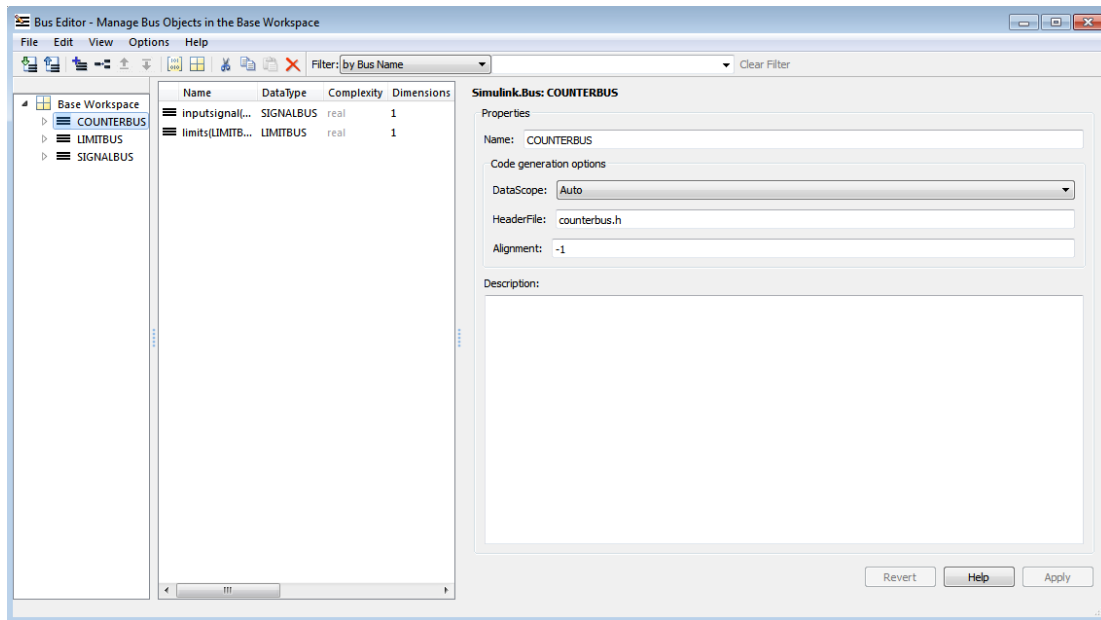 Bus Editor - Manage Bus Objects in the Base Workspace
File Edit View Options Help
Filter: by Bus Name Clear Filter
Base Workspace
COUNTERBUS
LIMITBUS
SIGNALBUS
Name DataType Complexity Dimensions
inputsignal(... SIGNALBUS real 1
limits(LIMITB... LIMITBUS real 1
Simulink.Bus: COUNTERBUS
Properties
Name: COUNTERBUS
Code generation options
DataScope: Auto
HeaderFile: counterbus.h
Alignment: -1
Description:
Revert Help Apply